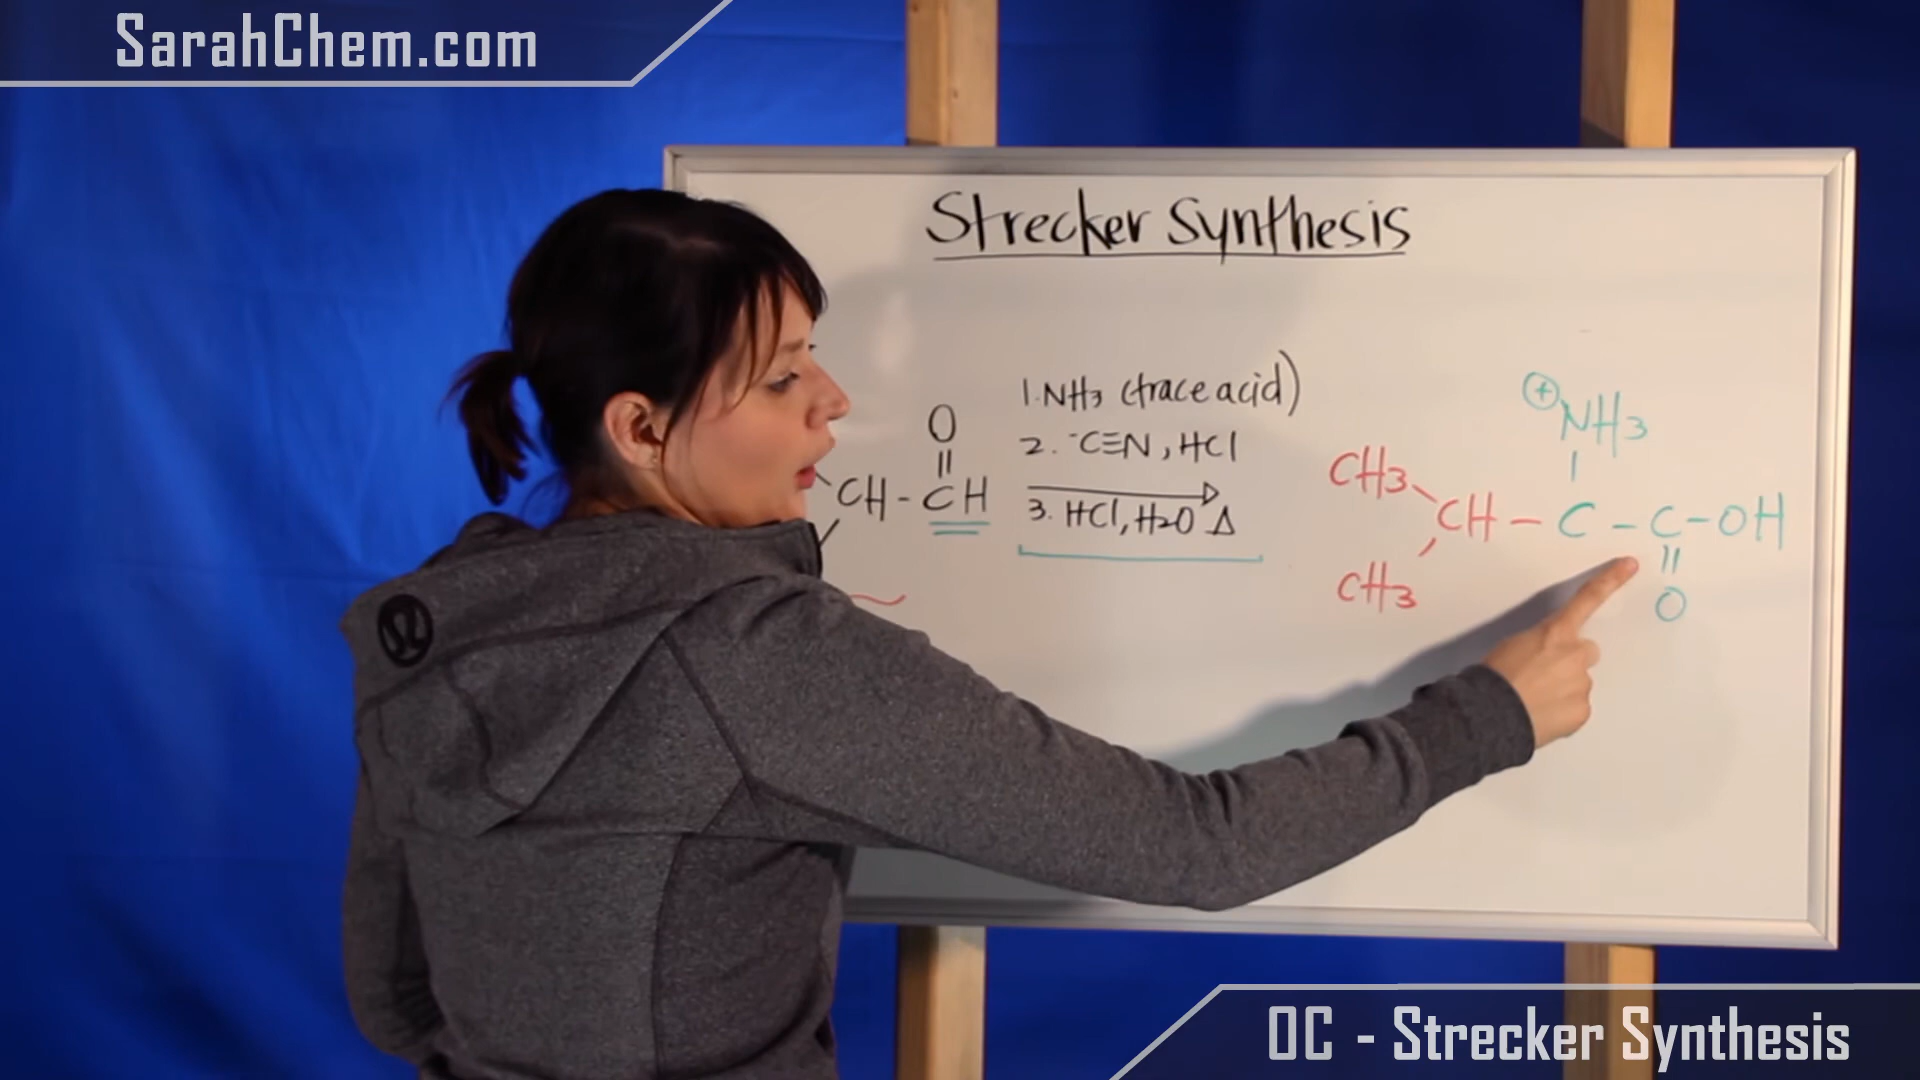 SarahChem.com
Strecker Synthesis
O
||
CH - CH
1. NH3 (trace acid)
2. ⁻C≡N, HCl
3. HCl, H2O Δ
⊕NH3
CH3
CH - C - C - OH
||
CH3
O
OC - Strecker Synthesis